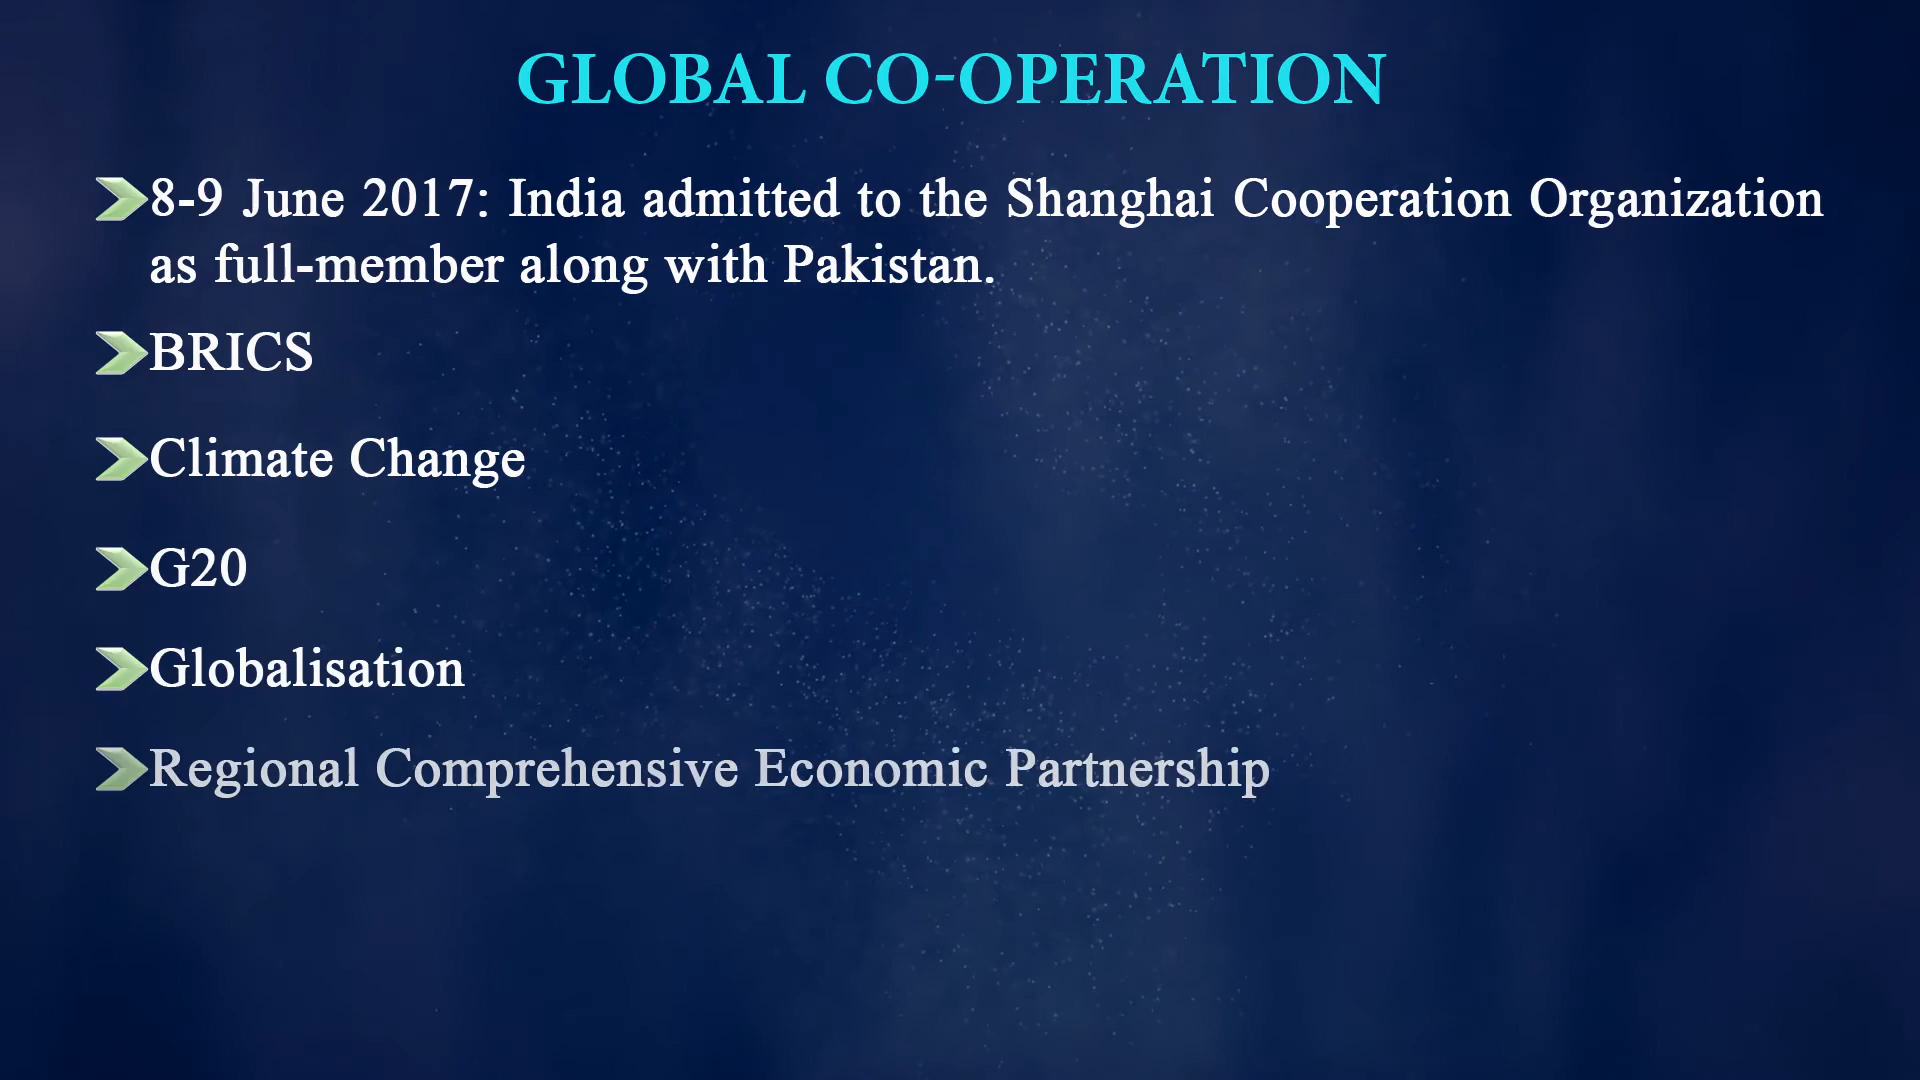 GLOBAL CO-OPERATION
8-9 June 2017: India admitted to the Shanghai Cooperation Organization
as full-member along with Pakistan.
BRICS
Climate Change
G20
Globalisation
Regional Comprehensive Economic Partnership